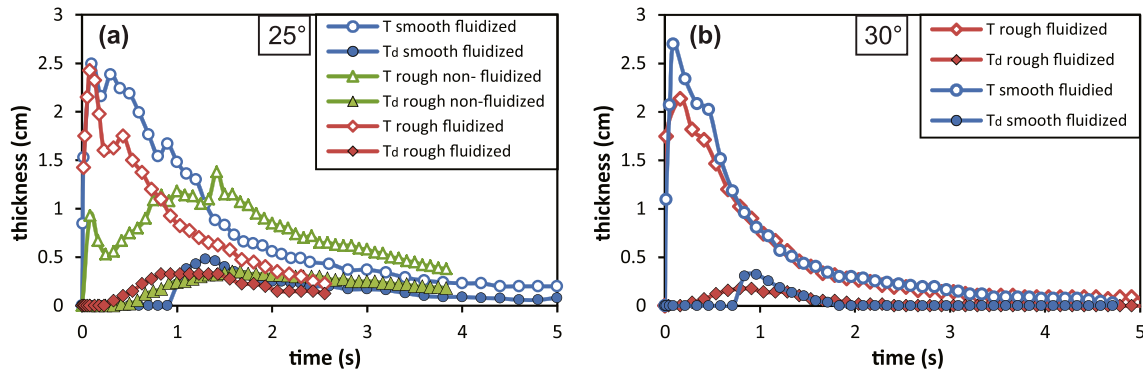 (a)
25°
T smooth fluidized
Td smooth fluidized
T rough non- fluidized
Td rough non-fluidized
T rough fluidized
Td rough fluidized
thickness (cm)
3
2.5
2
1.5
1
0.5
0
0 1 2 3 4 5
time (s)
(b)
30°
T rough fluidized
Td rough fluidized
T smooth fluidied
Td smooth fluidized
thickness (cm)
3
2.5
2
1.5
1
0.5
0
0 1 2 3 4 5
time (s)